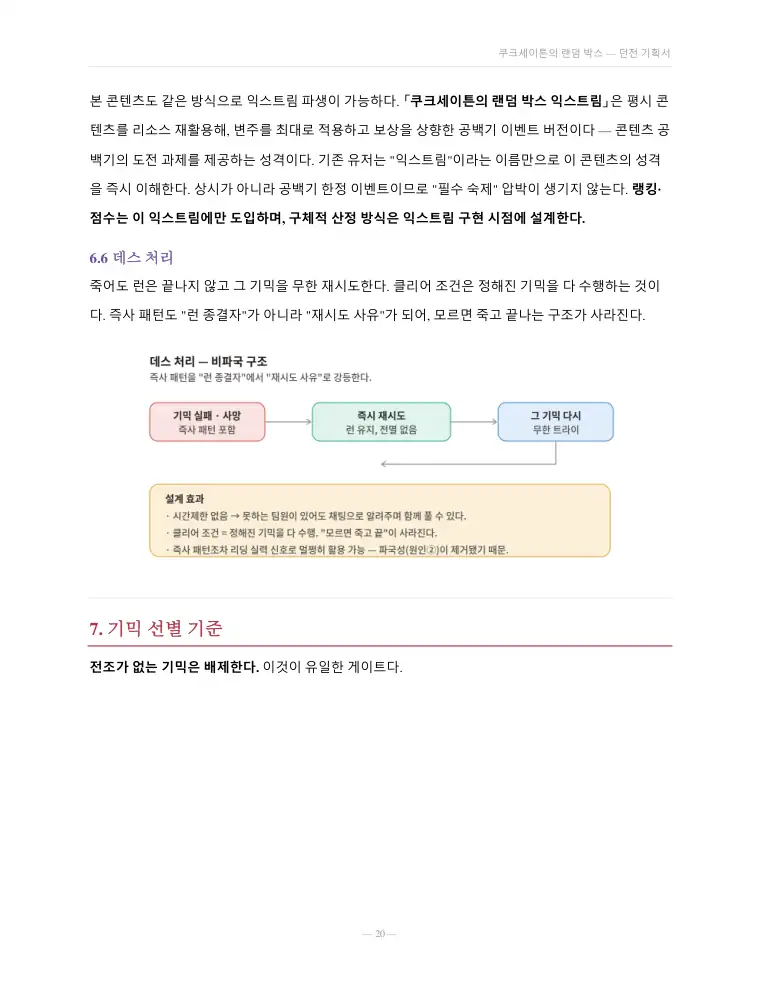 쿠크세이튼의 랜덤 박스 — 던전 기획서
본 콘텐츠도 같은 방식으로 익스트림 파생이 가능하다. 「쿠크세이튼의 랜덤 박스 익스트림」은 평시 콘
텐츠를 리소스 재활용해, 변주를 최대로 적용하고 보상을 상향한 공백기 이벤트 버전이다 — 콘텐츠 공
백기의 도전 과제를 제공하는 성격이다. 기존 유저는 "익스트림"이라는 이름만으로 이 콘텐츠의 성격
을 즉시 이해한다. 상시가 아니라 공백기 한정 이벤트이므로 "필수 숙제" 압박이 생기지 않는다. 랭킹·
점수는 이 익스트림에만 도입하며, 구체적 산정 방식은 익스트림 구현 시점에 설계한다.
6.6 데스 처리
죽어도 런은 끝나지 않고 그 기믹을 무한 재시도한다. 클리어 조건은 정해진 기믹을 다 수행하는 것이
다. 즉사 패턴도 "런 종결자"가 아니라 "재시도 사유"가 되어, 모르면 죽고 끝나는 구조가 사라진다.
데스 처리 — 비파국 구조
즉사 패턴을 "런 종결자"에서 "재시도 사유"로 강등한다.
기믹 실패 · 사망
즉사 패턴 포함
즉시 재시도
런 유지, 전멸 없음
그 기믹 다시
무한 트라이
설계 효과
· 시간제한 없음 → 못하는 팀원이 있어도 채팅으로 알려주며 함께 풀 수 있다.
· 클리어 조건 = 정해진 기믹을 다 수행. "모르면 죽고 끝"이 사라진다.
· 즉사 패턴조차 리딩 실력 신호로 멀쩡히 활용 가능 — 파국성(원인②)이 제거됐기 때문.
7. 기믹 선별 기준
전조가 없는 기믹은 배제한다. 이것이 유일한 게이트다.
— 20 —